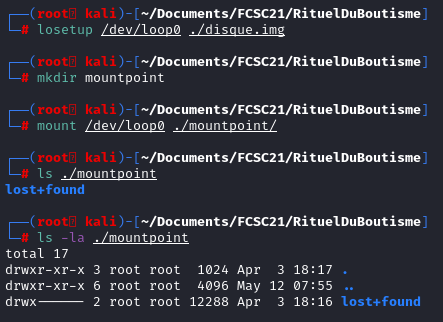 ┌──(root💀kali)-[~/Documents/FCSC21/RituelDuBoutisme]
└─# losetup /dev/loop0 ./disque.img
┌──(root💀kali)-[~/Documents/FCSC21/RituelDuBoutisme]
└─# mkdir mountpoint
┌──(root💀kali)-[~/Documents/FCSC21/RituelDuBoutisme]
└─# mount /dev/loop0 ./mountpoint/
┌──(root💀kali)-[~/Documents/FCSC21/RituelDuBoutisme]
└─# ls ./mountpoint
lost+found
┌──(root💀kali)-[~/Documents/FCSC21/RituelDuBoutisme]
└─# ls -la ./mountpoint
total 17
drwxr-xr-x 3 root root  1024 Apr  3 18:17 .
drwxr-xr-x 6 root root  4096 May 12 07:55 ..
drwx------ 2 root root 12288 Apr  3 18:16 lost+found